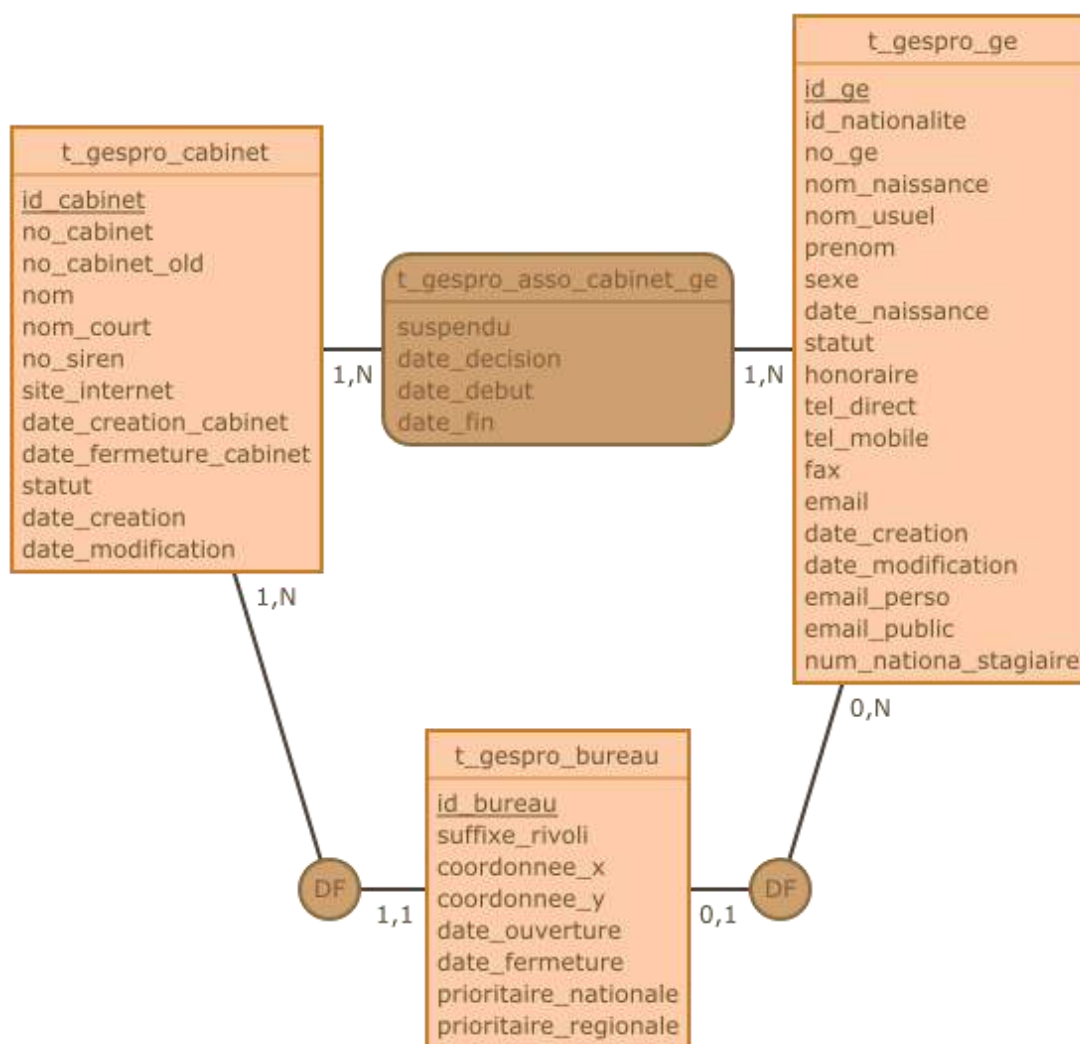 t_gespro_ge
id_ge
id_nationalite
no_ge
nom_naissance
nom_usuel
prenom
sexe
date_naissance
statut
honoraire
tel_direct
tel_mobile
fax
email
date_creation
date_modification
email_perso
email_public
num_nationa_stagiaire
t_gespro_cabinet
id_cabinet
no_cabinet
no_cabinet_old
nom
nom_court
no_siren
site_internet
date_creation_cabinet
date_fermeture_cabinet
statut
date_creation
date_modification
t_gespro_asso_cabinet_ge
suspendu
date_decision
date_debut
date_fin
1,N
1,N
1,N
0,N
t_gespro_bureau
id_bureau
suffixe_rivoli
coordonnee_x
coordonnee_y
date_ouverture
date_fermeture
prioritaire_nationale
prioritaire_regionale
DF
1,1
0,1
DF